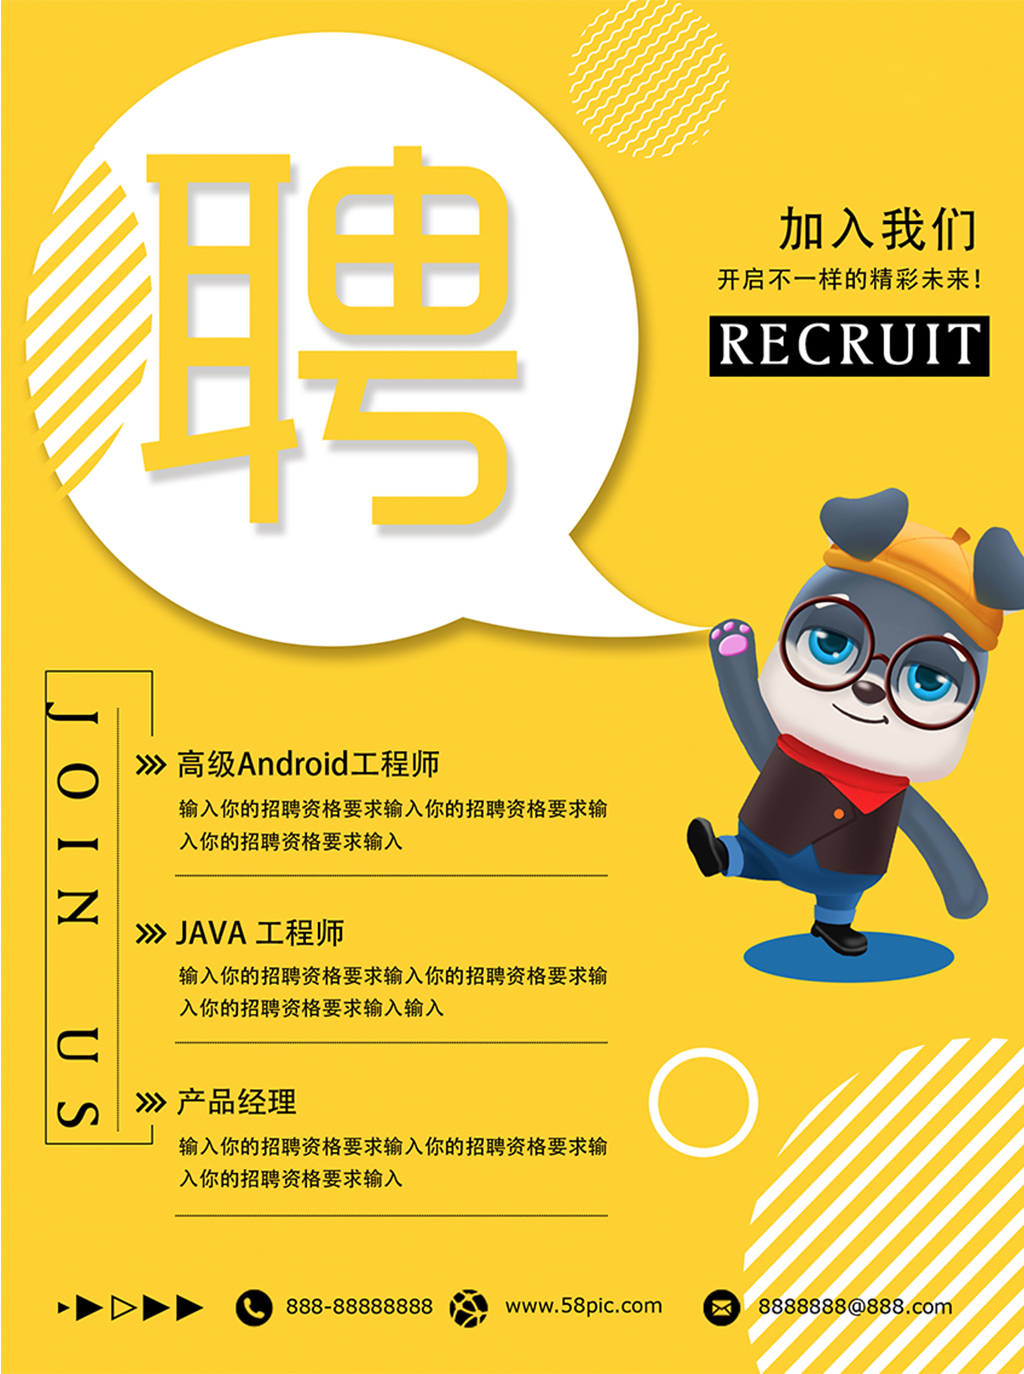 聘
加入我们
开启不一样的精彩未来！
RECRUIT
JOIN US
高级Android工程师
输入你的招聘资格要求输入你的招聘资格要求输
入你的招聘资格要求输入
JAVA 工程师
输入你的招聘资格要求输入你的招聘资格要求输
入你的招聘资格要求输入输入
产品经理
输入你的招聘资格要求输入你的招聘资格要求输
入你的招聘资格要求输入
888-88888888
www.58pic.com
8888888@888.com